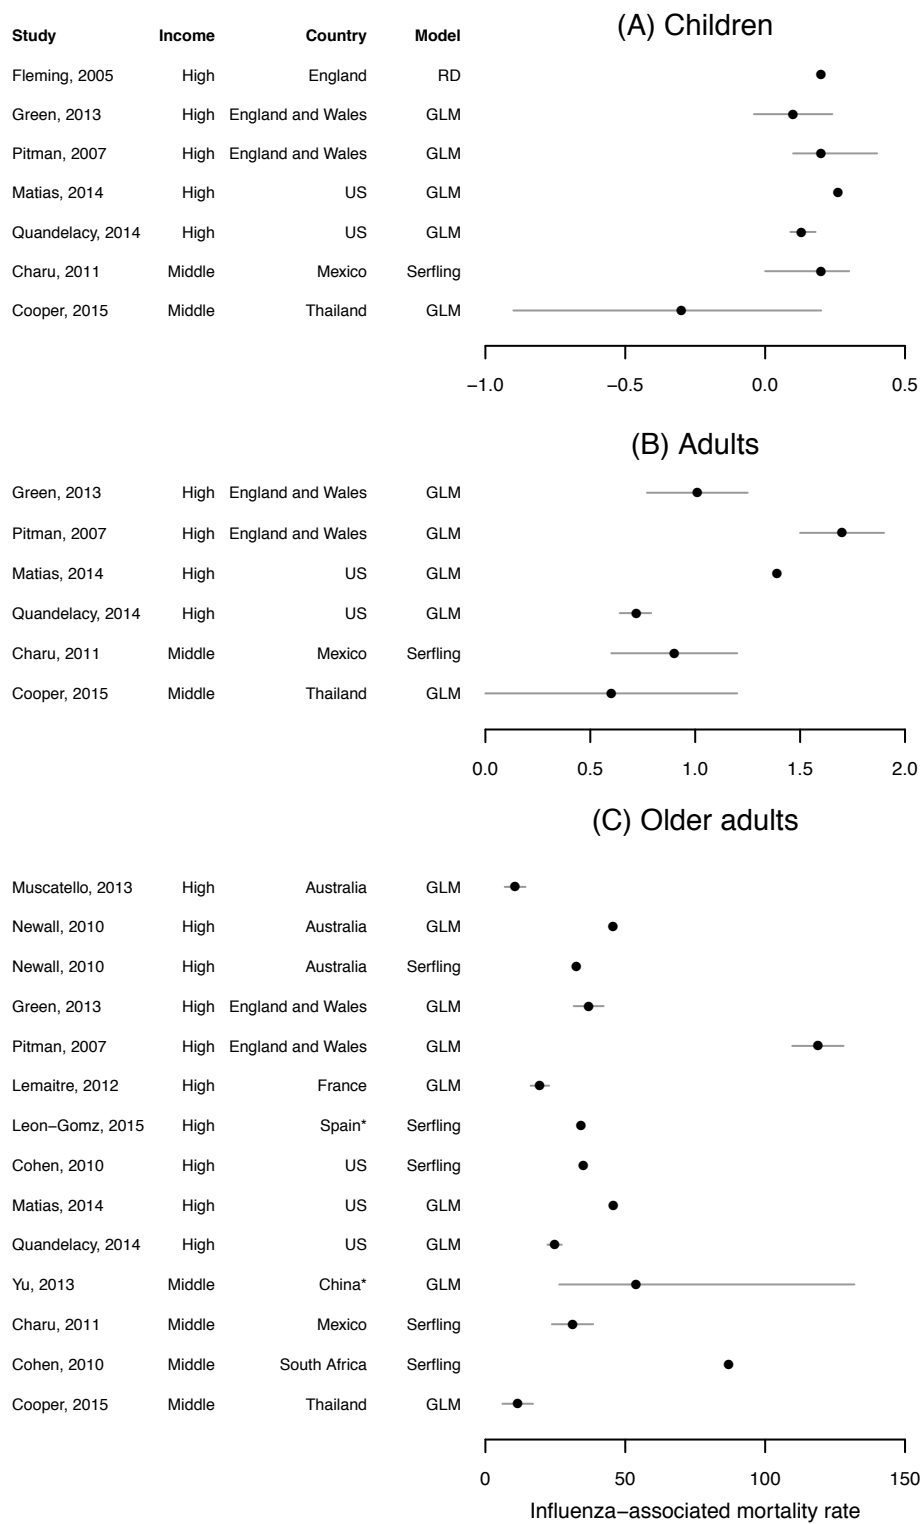 (A) Children
Study Income Country Model
Fleming, 2005 High England RD
Green, 2013 High England and Wales GLM
Pitman, 2007 High England and Wales GLM
Matias, 2014 High US GLM
Quandelacy, 2014 High US GLM
Charu, 2011 Middle Mexico Serfling
Cooper, 2015 Middle Thailand GLM
−1.0 −0.5 0.0 0.5
(B) Adults
Green, 2013 High England and Wales GLM
Pitman, 2007 High England and Wales GLM
Matias, 2014 High US GLM
Quandelacy, 2014 High US GLM
Charu, 2011 Middle Mexico Serfling
Cooper, 2015 Middle Thailand GLM
0.0 0.5 1.0 1.5 2.0
(C) Older adults
Muscatello, 2013 High Australia GLM
Newall, 2010 High Australia GLM
Newall, 2010 High Australia Serfling
Green, 2013 High England and Wales GLM
Pitman, 2007 High England and Wales GLM
Lemaitre, 2012 High France GLM
Leon−Gomz, 2015 High Spain* Serfling
Cohen, 2010 High US Serfling
Matias, 2014 High US GLM
Quandelacy, 2014 High US GLM
Yu, 2013 Middle China* GLM
Charu, 2011 Middle Mexico Serfling
Cohen, 2010 Middle South Africa Serfling
Cooper, 2015 Middle Thailand GLM
0 50 100 150
Influenza−associated mortality rate